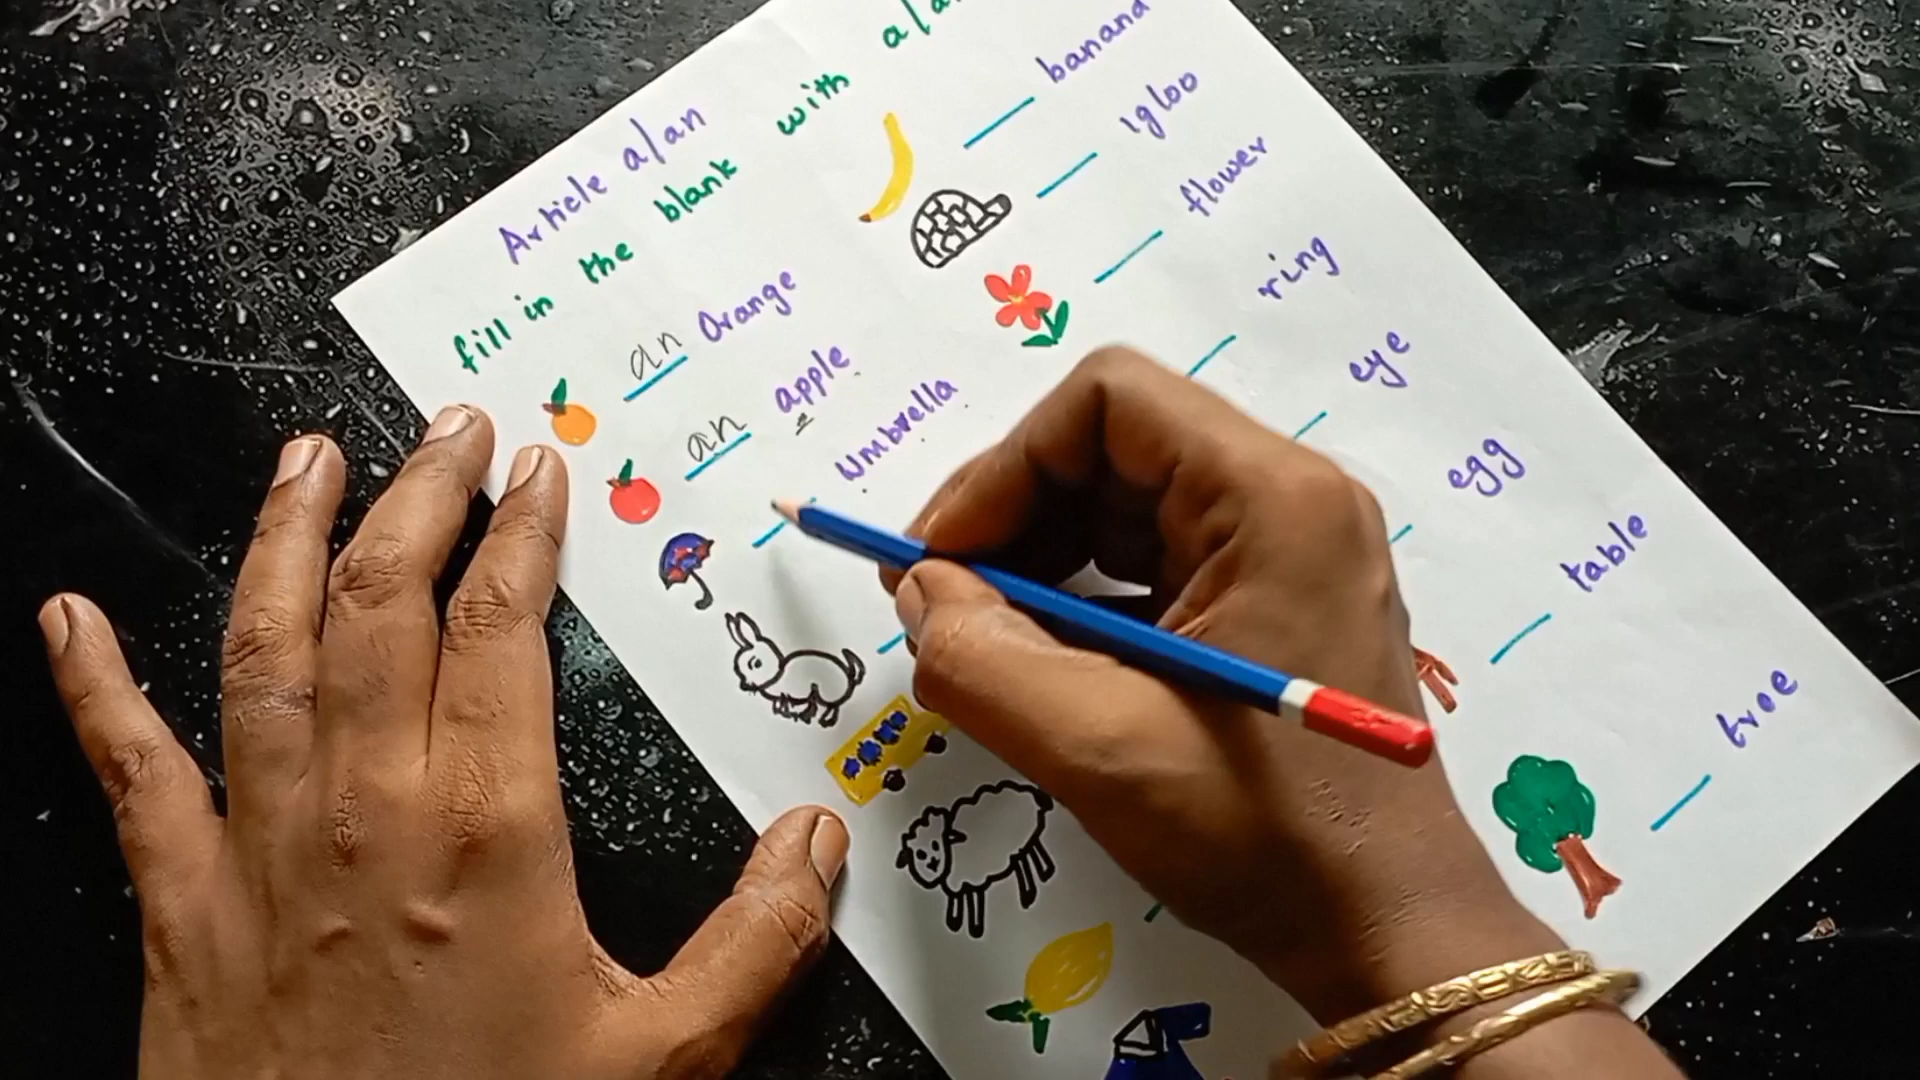 Article a/an
fill in the blank with
an Orange
an apple
Umbrella
banana
igloo
flower
ring
eye
egg
table
tree